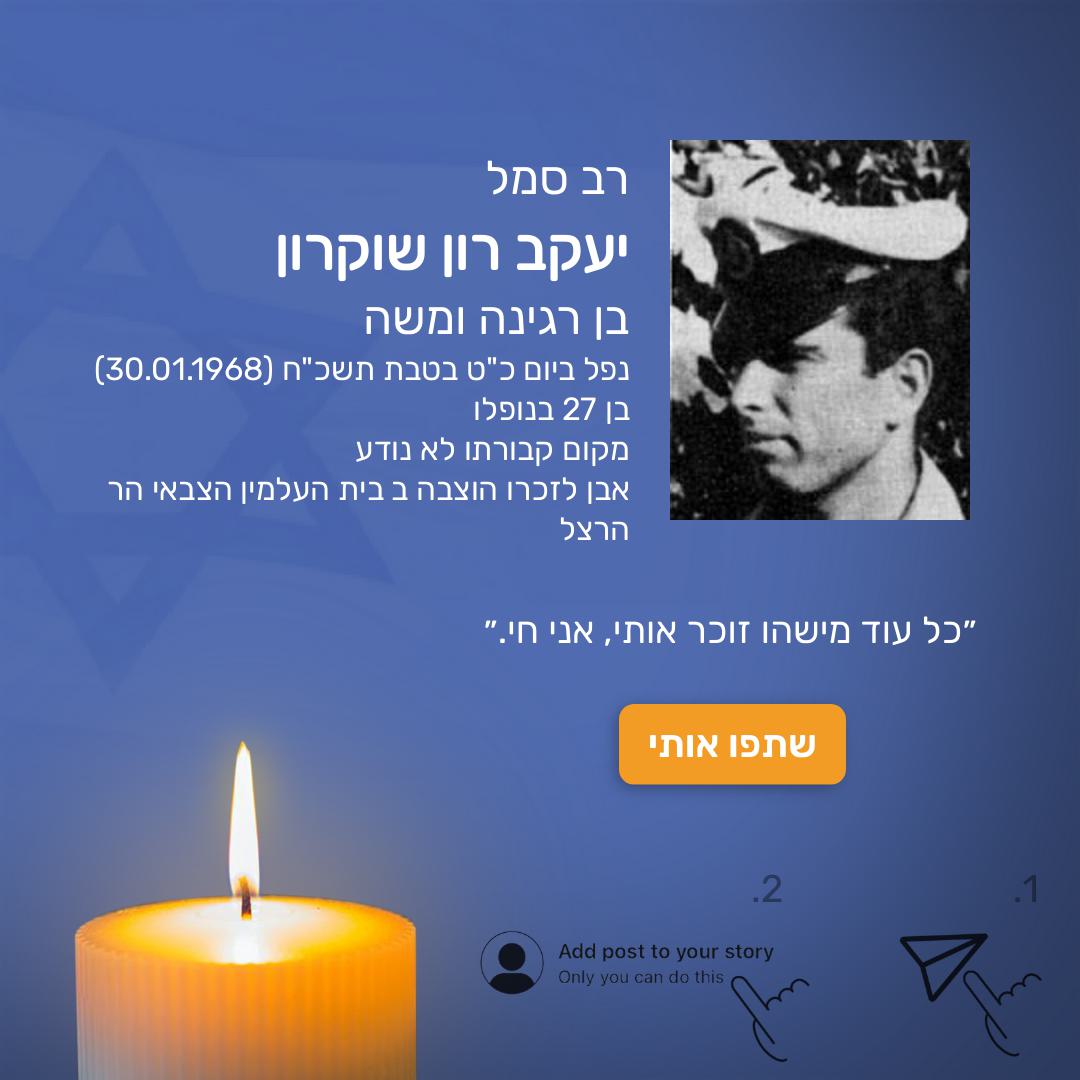 רב סמל
יעקב רון שוקרון
בן רגינה ומשה
נפל ביום כ"ט בטבת תשכ"ח (30.01.1968)
בן 27 בנופלו
מקום קבורתו לא נודע
אבן לזכרו הוצבה ב בית העלמין הצבאי הר
הרצל
״כל עוד מישהו זוכר אותי, אני חי.״
שתפו אותי
.1
.2
Add post to your story
Only you can do this